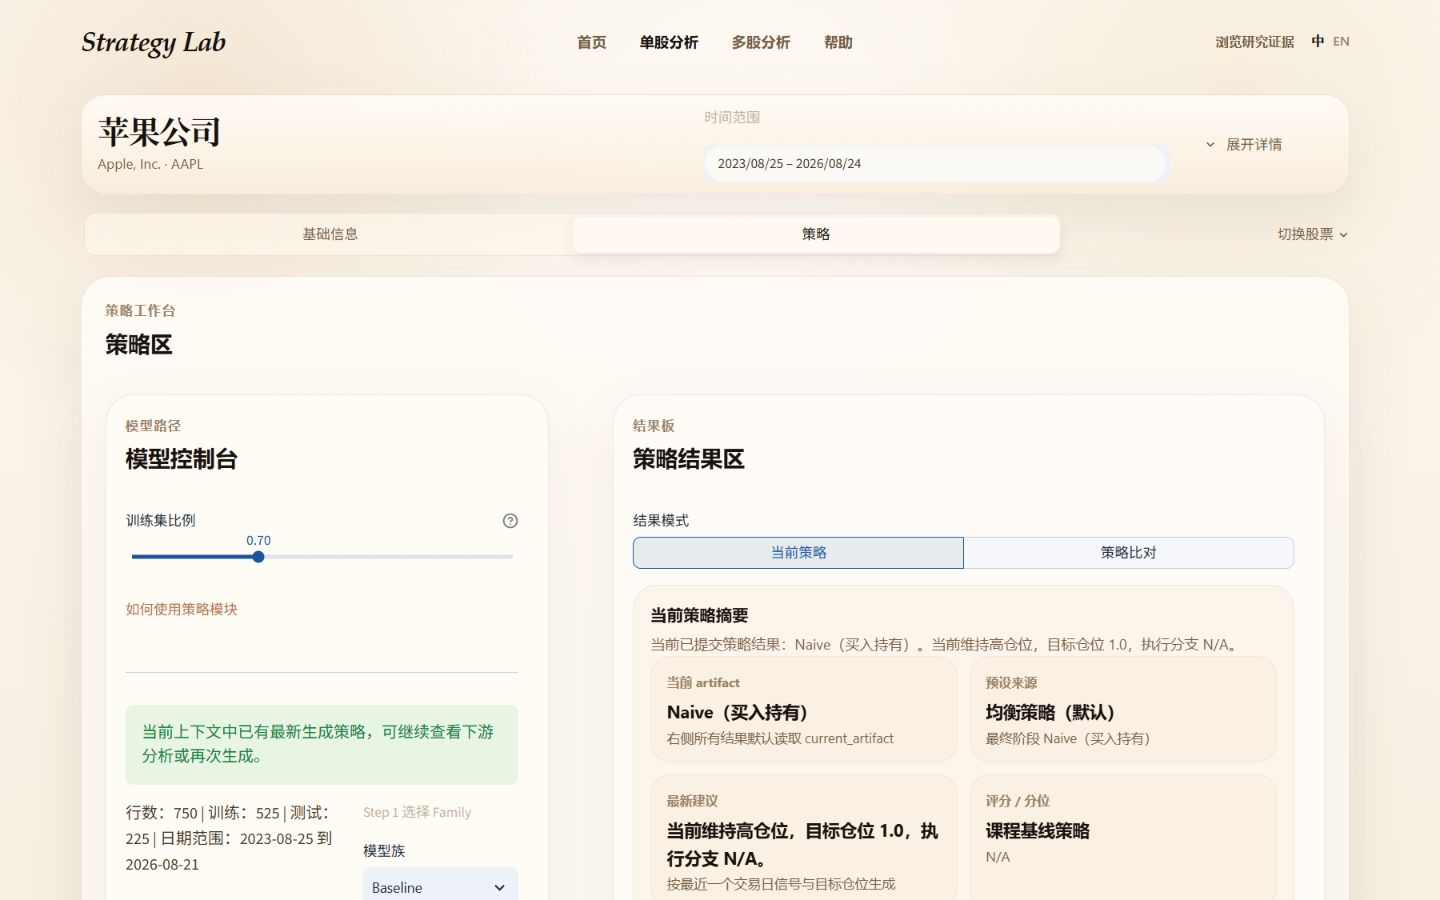 Strategy Lab
首页 单股分析 多股分析 帮助
浏览研究证据 中 EN
苹果公司
Apple, Inc. · AAPL
时间范围
2023/08/25 – 2026/08/24
展开详情
基础信息 策略 切换股票
策略工作台
策略区
模型路径
模型控制台
训练集比例
0.70
如何使用策略模块
当前上下文中已有最新生成策略，可继续查看下游
分析或再次生成。
行数：750 | 训练：525 | 测试：
225 | 日期范围：2023-08-25 到
2026-08-21
Step 1 选择 Family
模型族
Baseline
结果板
策略结果区
结果模式
当前策略 策略比对
当前策略摘要
当前已提交策略结果：Naive（买入持有）。当前维持高仓位，目标仓位 1.0，执行分支 N/A。
当前 artifact
Naive（买入持有）
右侧所有结果默认读取 current_artifact
预设来源
均衡策略（默认）
最终阶段 Naive（买入持有）
最新建议
当前维持高仓位，目标仓位 1.0，执
行分支 N/A。
按最近一个交易日信号与目标仓位生成
评分 / 分位
课程基线策略
N/A